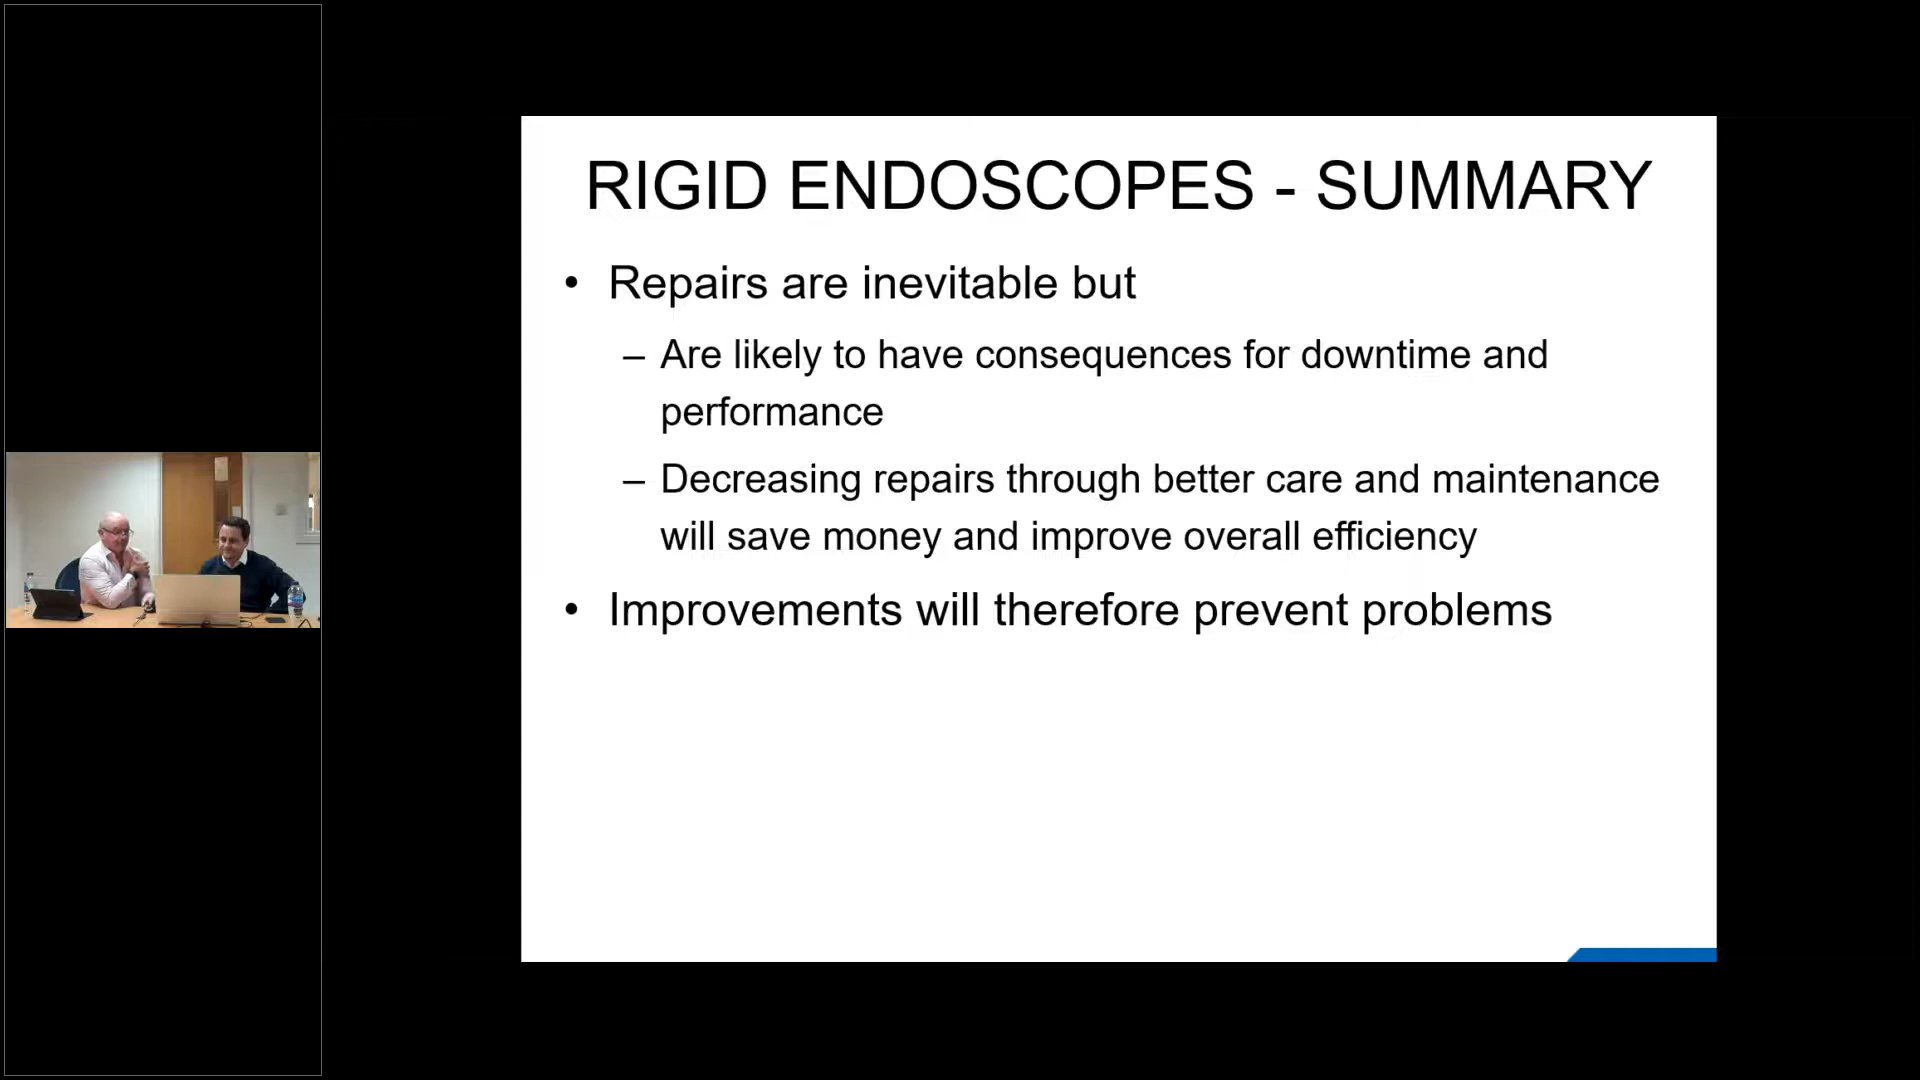 RIGID ENDOSCOPES - SUMMARY
• Repairs are inevitable but
– Are likely to have consequences for downtime and
performance
– Decreasing repairs through better care and maintenance
will save money and improve overall efficiency
• Improvements will therefore prevent problems